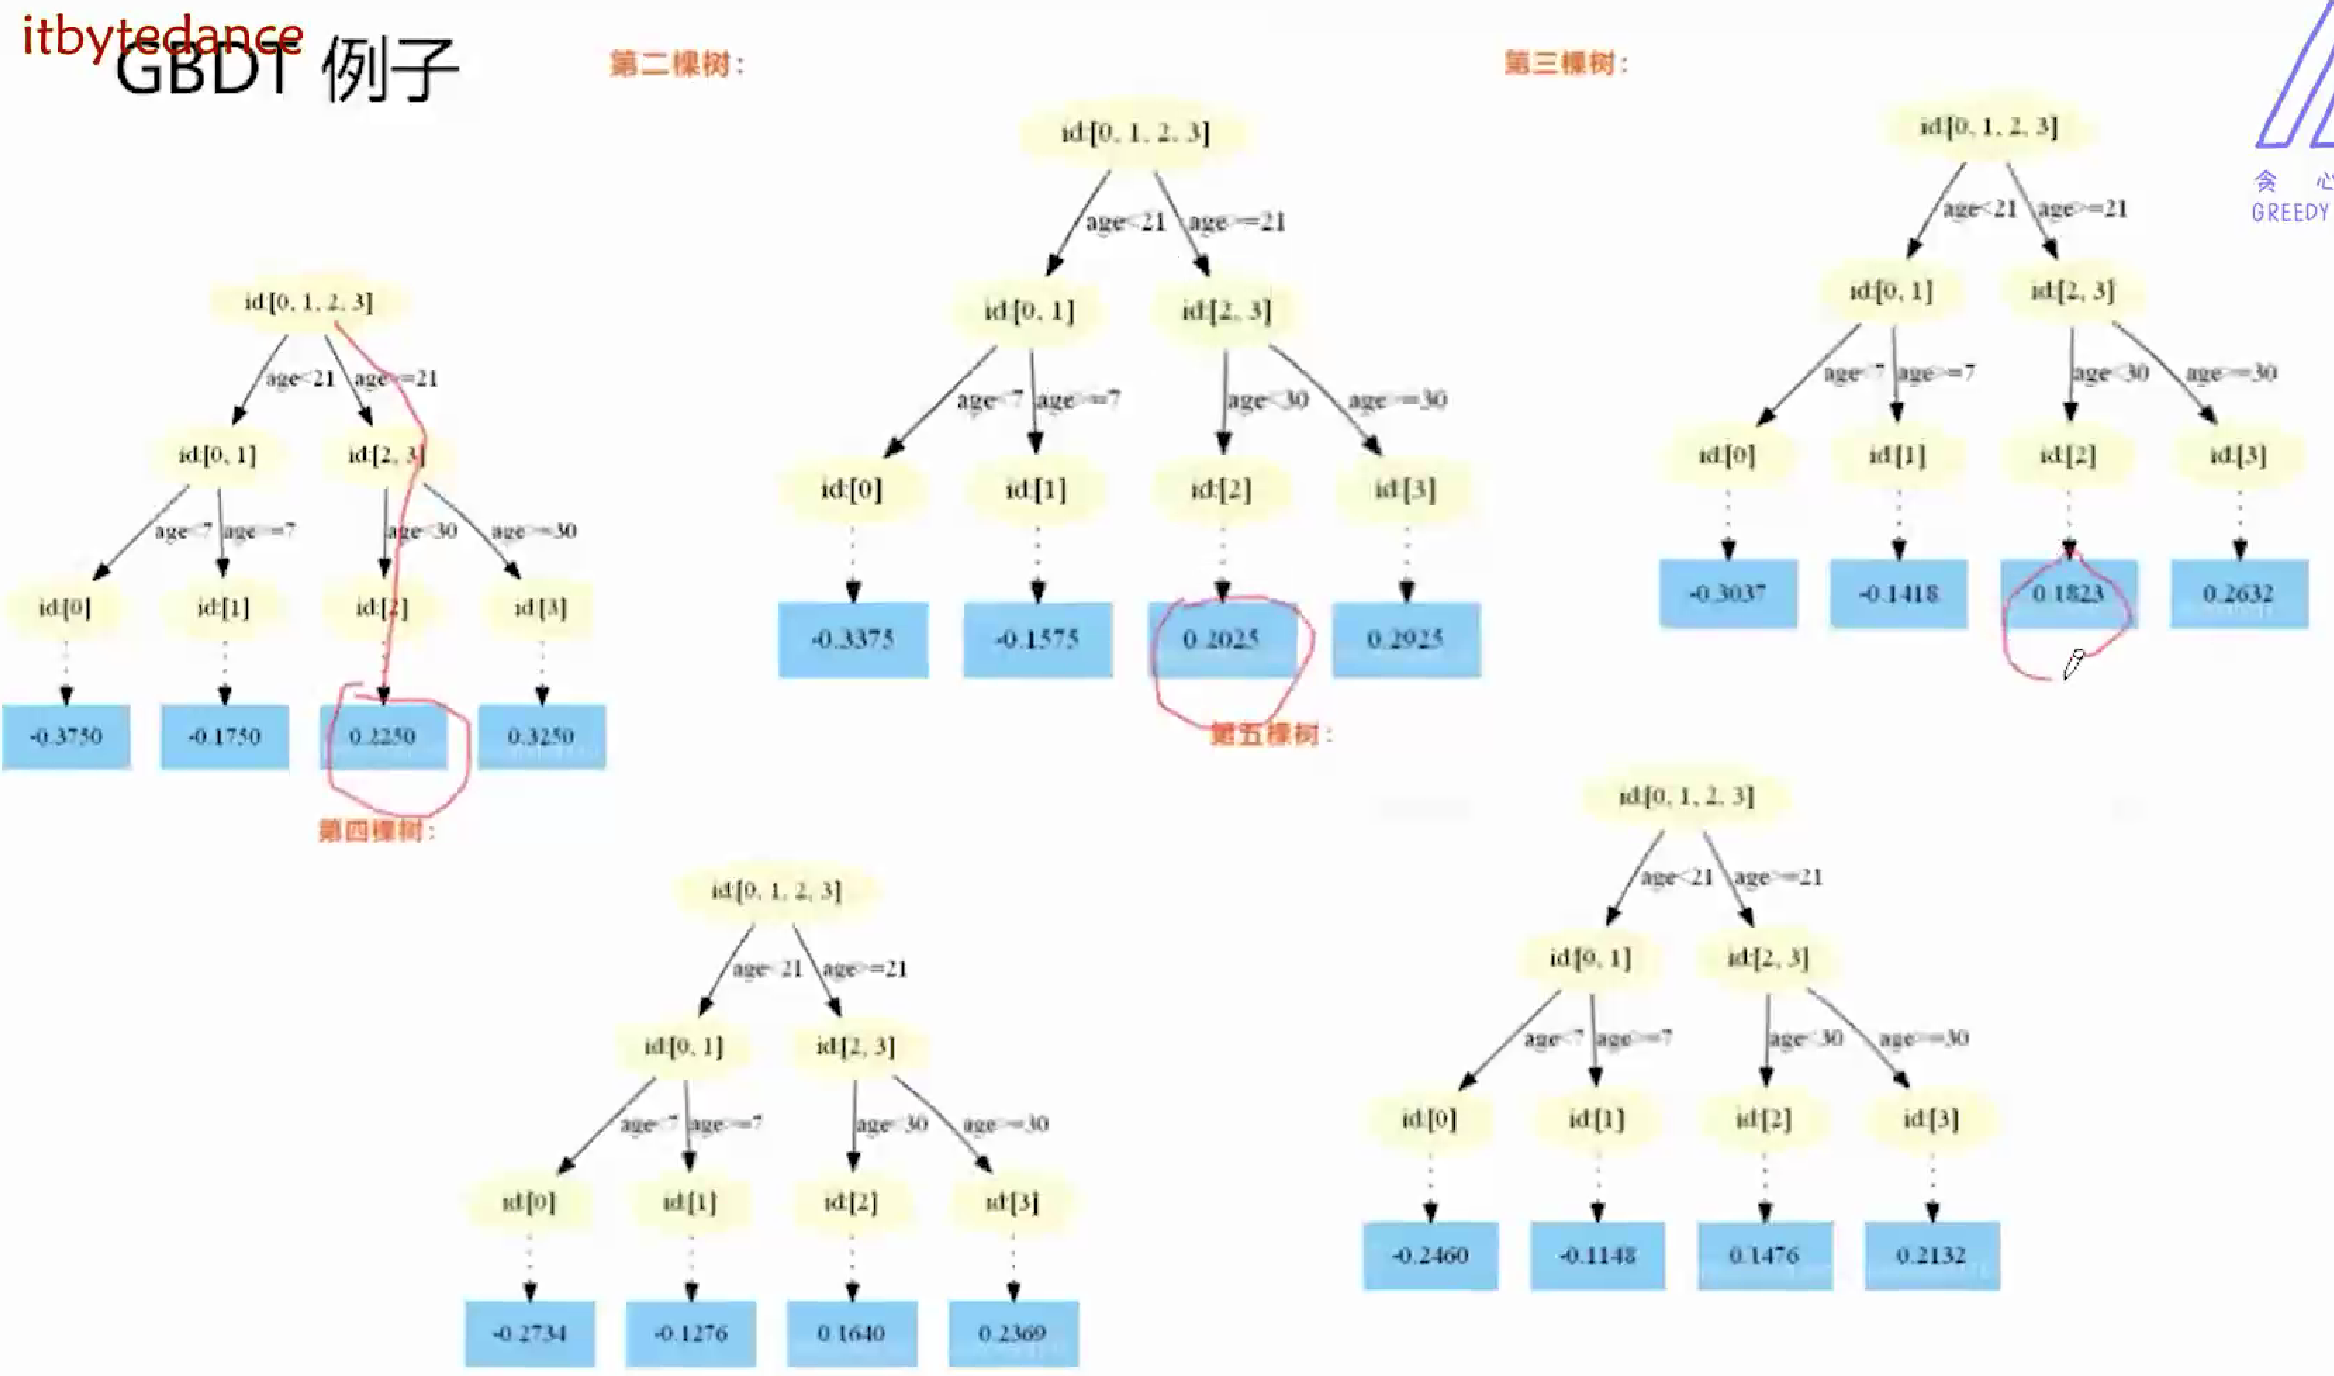 itbytedance
GBDT 例子
第二棵树：
第三棵树：
贪 心
GREEDY
id:[0, 1, 2, 3]
age<21 age>=21
id:[0, 1] id:[2, 3]
age<7 age>=7 age<30 age>=30
id:[0] id:[1] id:[2] id:[3]
-0.3750 -0.1750 0.2250 0.3250
id:[0, 1, 2, 3]
age<21 age>=21
id:[0, 1] id:[2, 3]
age<7 age>=7 age<30 age>=30
id:[0] id:[1] id:[2] id:[3]
-0.3375 -0.1575 0.2025 0.2925
id:[0, 1, 2, 3]
age<21 age>=21
id:[0, 1] id:[2, 3]
age<7 age>=7 age<30 age>=30
id:[0] id:[1] id:[2] id:[3]
-0.3037 -0.1418 0.1823 0.2632
第四棵树：
id:[0, 1, 2, 3]
age<21 age>=21
id:[0, 1] id:[2, 3]
age<7 age>=7 age<30 age>=30
id:[0] id:[1] id:[2] id:[3]
-0.2734 -0.1276 0.1640 0.2369
第五棵树：
id:[0, 1, 2, 3]
age<21 age>=21
id:[0, 1] id:[2, 3]
age<7 age>=7 age<30 age>=30
id:[0] id:[1] id:[2] id:[3]
-0.2460 -0.1148 0.1476 0.2132